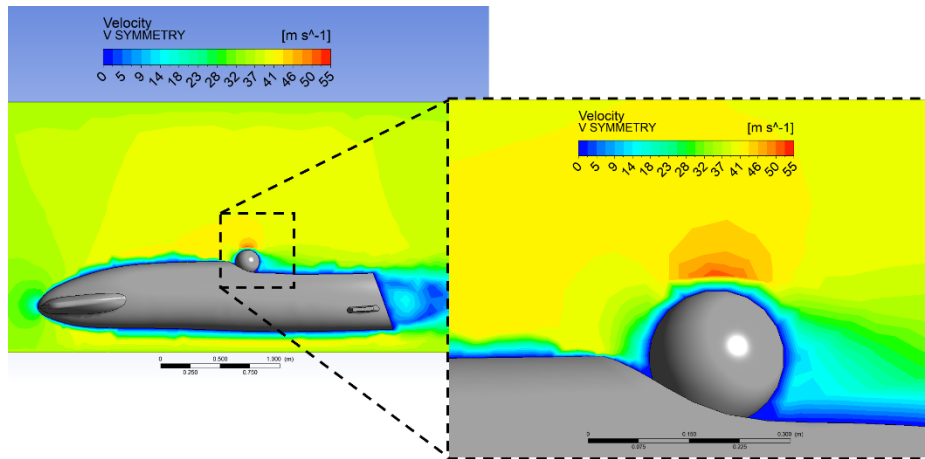 Velocity
V SYMMETRY [m s^-1]
0 5 9 14 18 23 28 32 37 41 46 50 55
0 0.500 1.000 (m)
0.250 0.750
Velocity
V SYMMETRY [m s^-1]
0 5 9 14 18 23 28 32 37 41 46 50 55
0 0.150 0.300 (m)
0.075 0.225